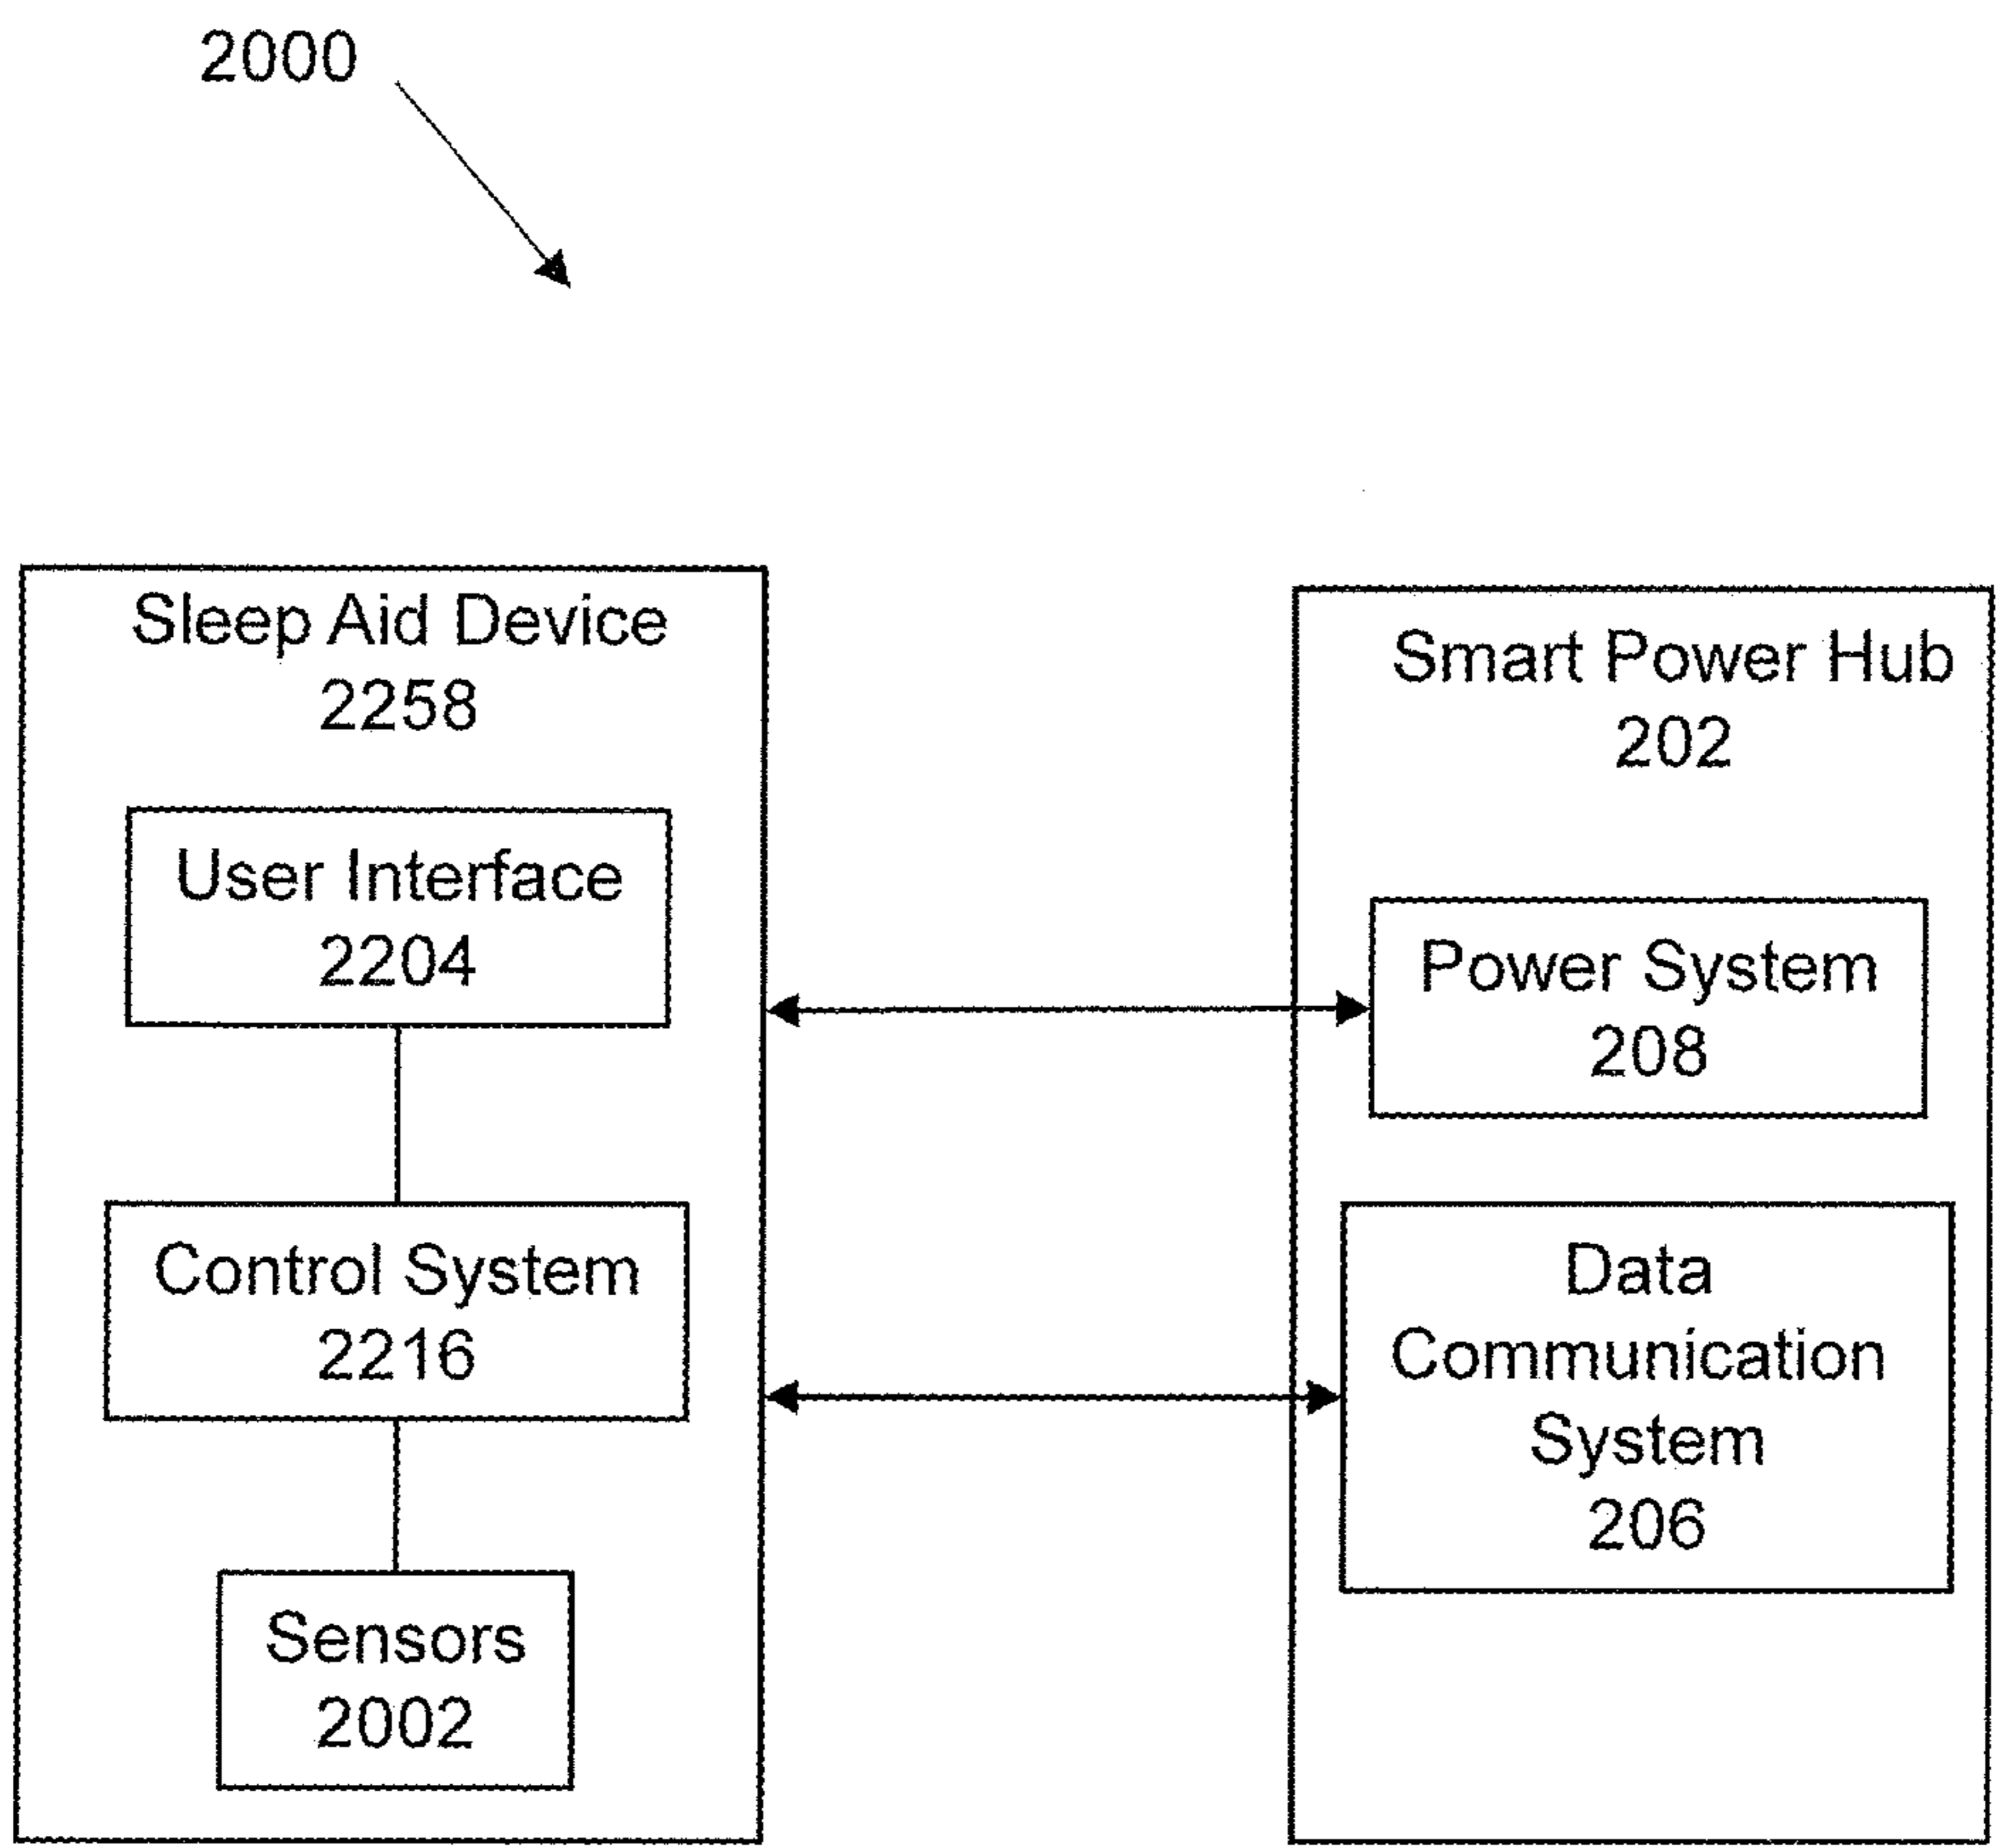 2000
Sleep Aid Device
2258
User Interface
2204
Control System
2216
Sensors
2002
Smart Power Hub
202
Power System
208
Data
Communication
System
206